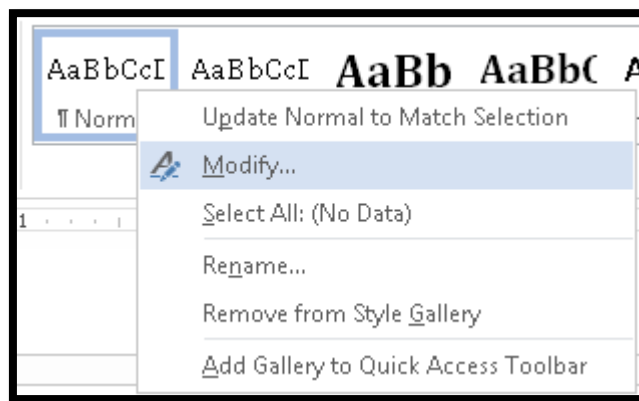 AaBbCcI AaBbCcI AaBb AaBb( A
¶ Norm
Update Normal to Match Selection
Modify...
Select All: (No Data)
1
Rename...
Remove from Style Gallery
Add Gallery to Quick Access Toolbar